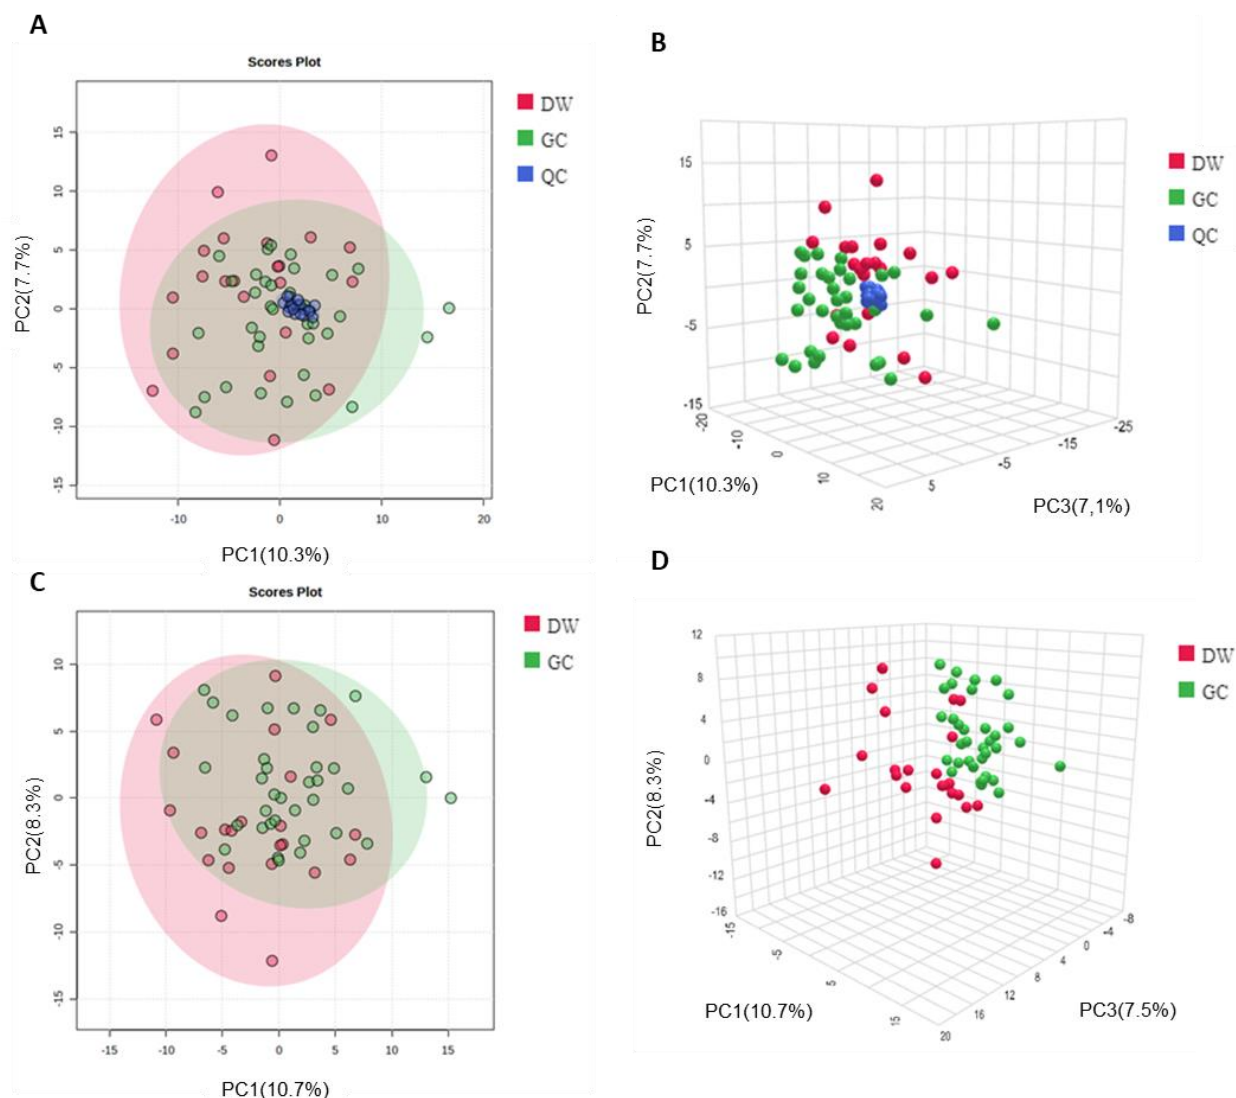 A
Scores Plot
DW
GC
QC
PC2(7.7%)
15
10
5
0
-5
-10
-15
-10
0
10
20
PC1(10.3%)
B
DW
GC
QC
PC2(7.7%)
15
5
-5
-15
-20
-10
0
10
20
5
-5
-15
-25
PC1(10.3%)
PC3(7,1%)
C
Scores Plot
DW
GC
PC2(8.3%)
10
5
0
-5
-10
-15
-15
-10
-5
0
5
10
15
PC1(10.7%)
D
DW
GC
PC2(8.3%)
12
8
4
0
-4
-8
-12
-16
-15
-5
5
15
20
16
12
8
4
0
-4
-8
PC1(10.7%)
PC3(7.5%)